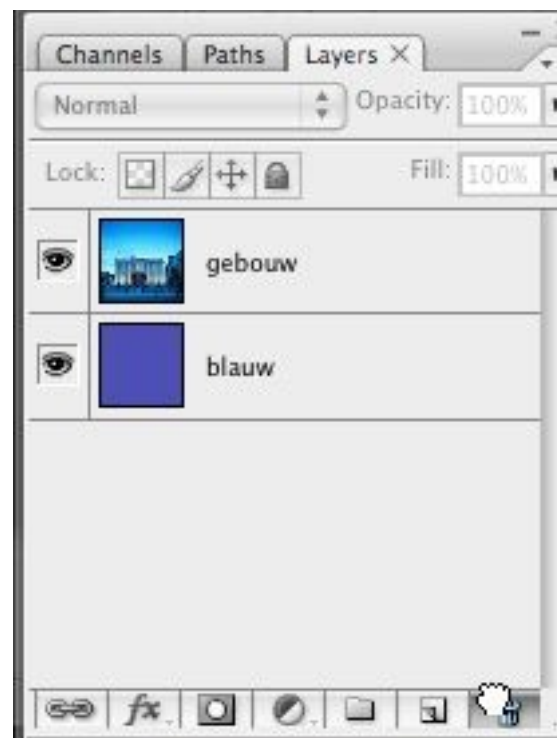 Channels Paths Layers
Normal Opacity: 100%
Lock: Fill: 100%
gebouw
blauw
fx